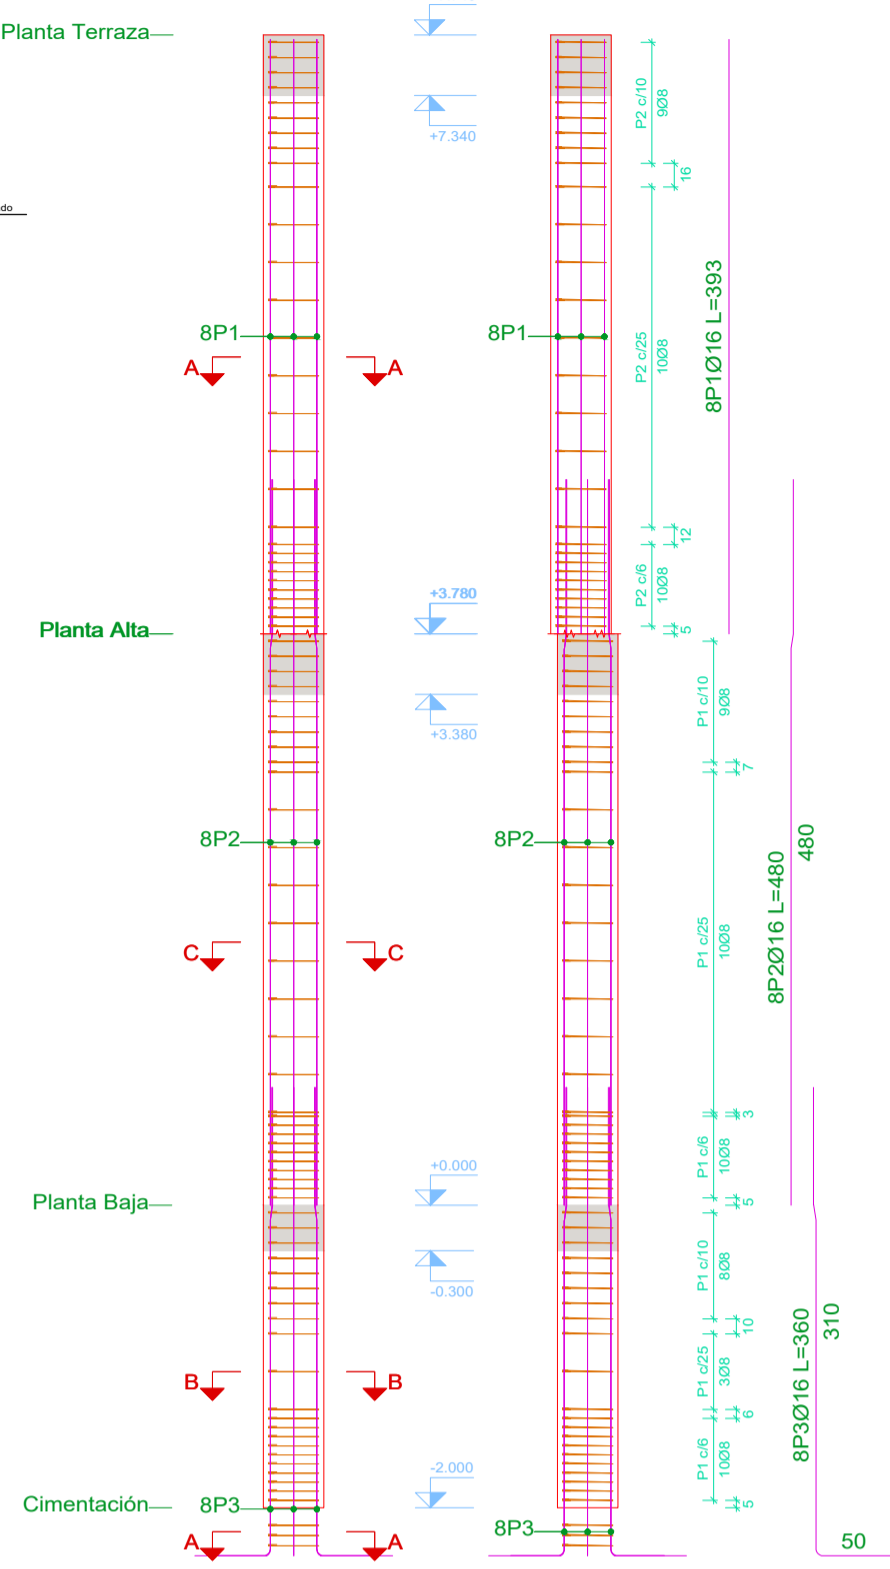 Planta Terraza
+7.340
P2 c/10
9Ø8
16
do
8P1
8P1
P2 c/25
10Ø8
8P1Ø16 L=393
A
A
12
P2 c/6
10Ø8
5
+3.780
Planta Alta
P1 c/10
9Ø8
7
+3.380
8P2
8P2
480
8P2Ø16 L=480
C
C
P1 c/25
10Ø8
3
P1 c/6
10Ø8
5
+0.000
Planta Baja
P1 c/10
8Ø8
-0.300
10
310
8P3Ø16 L=360
B
B
P1 c/25
3Ø8
6
P1 c/6
10Ø8
5
-2.000
Cimentación
8P3
8P3
A
A
50